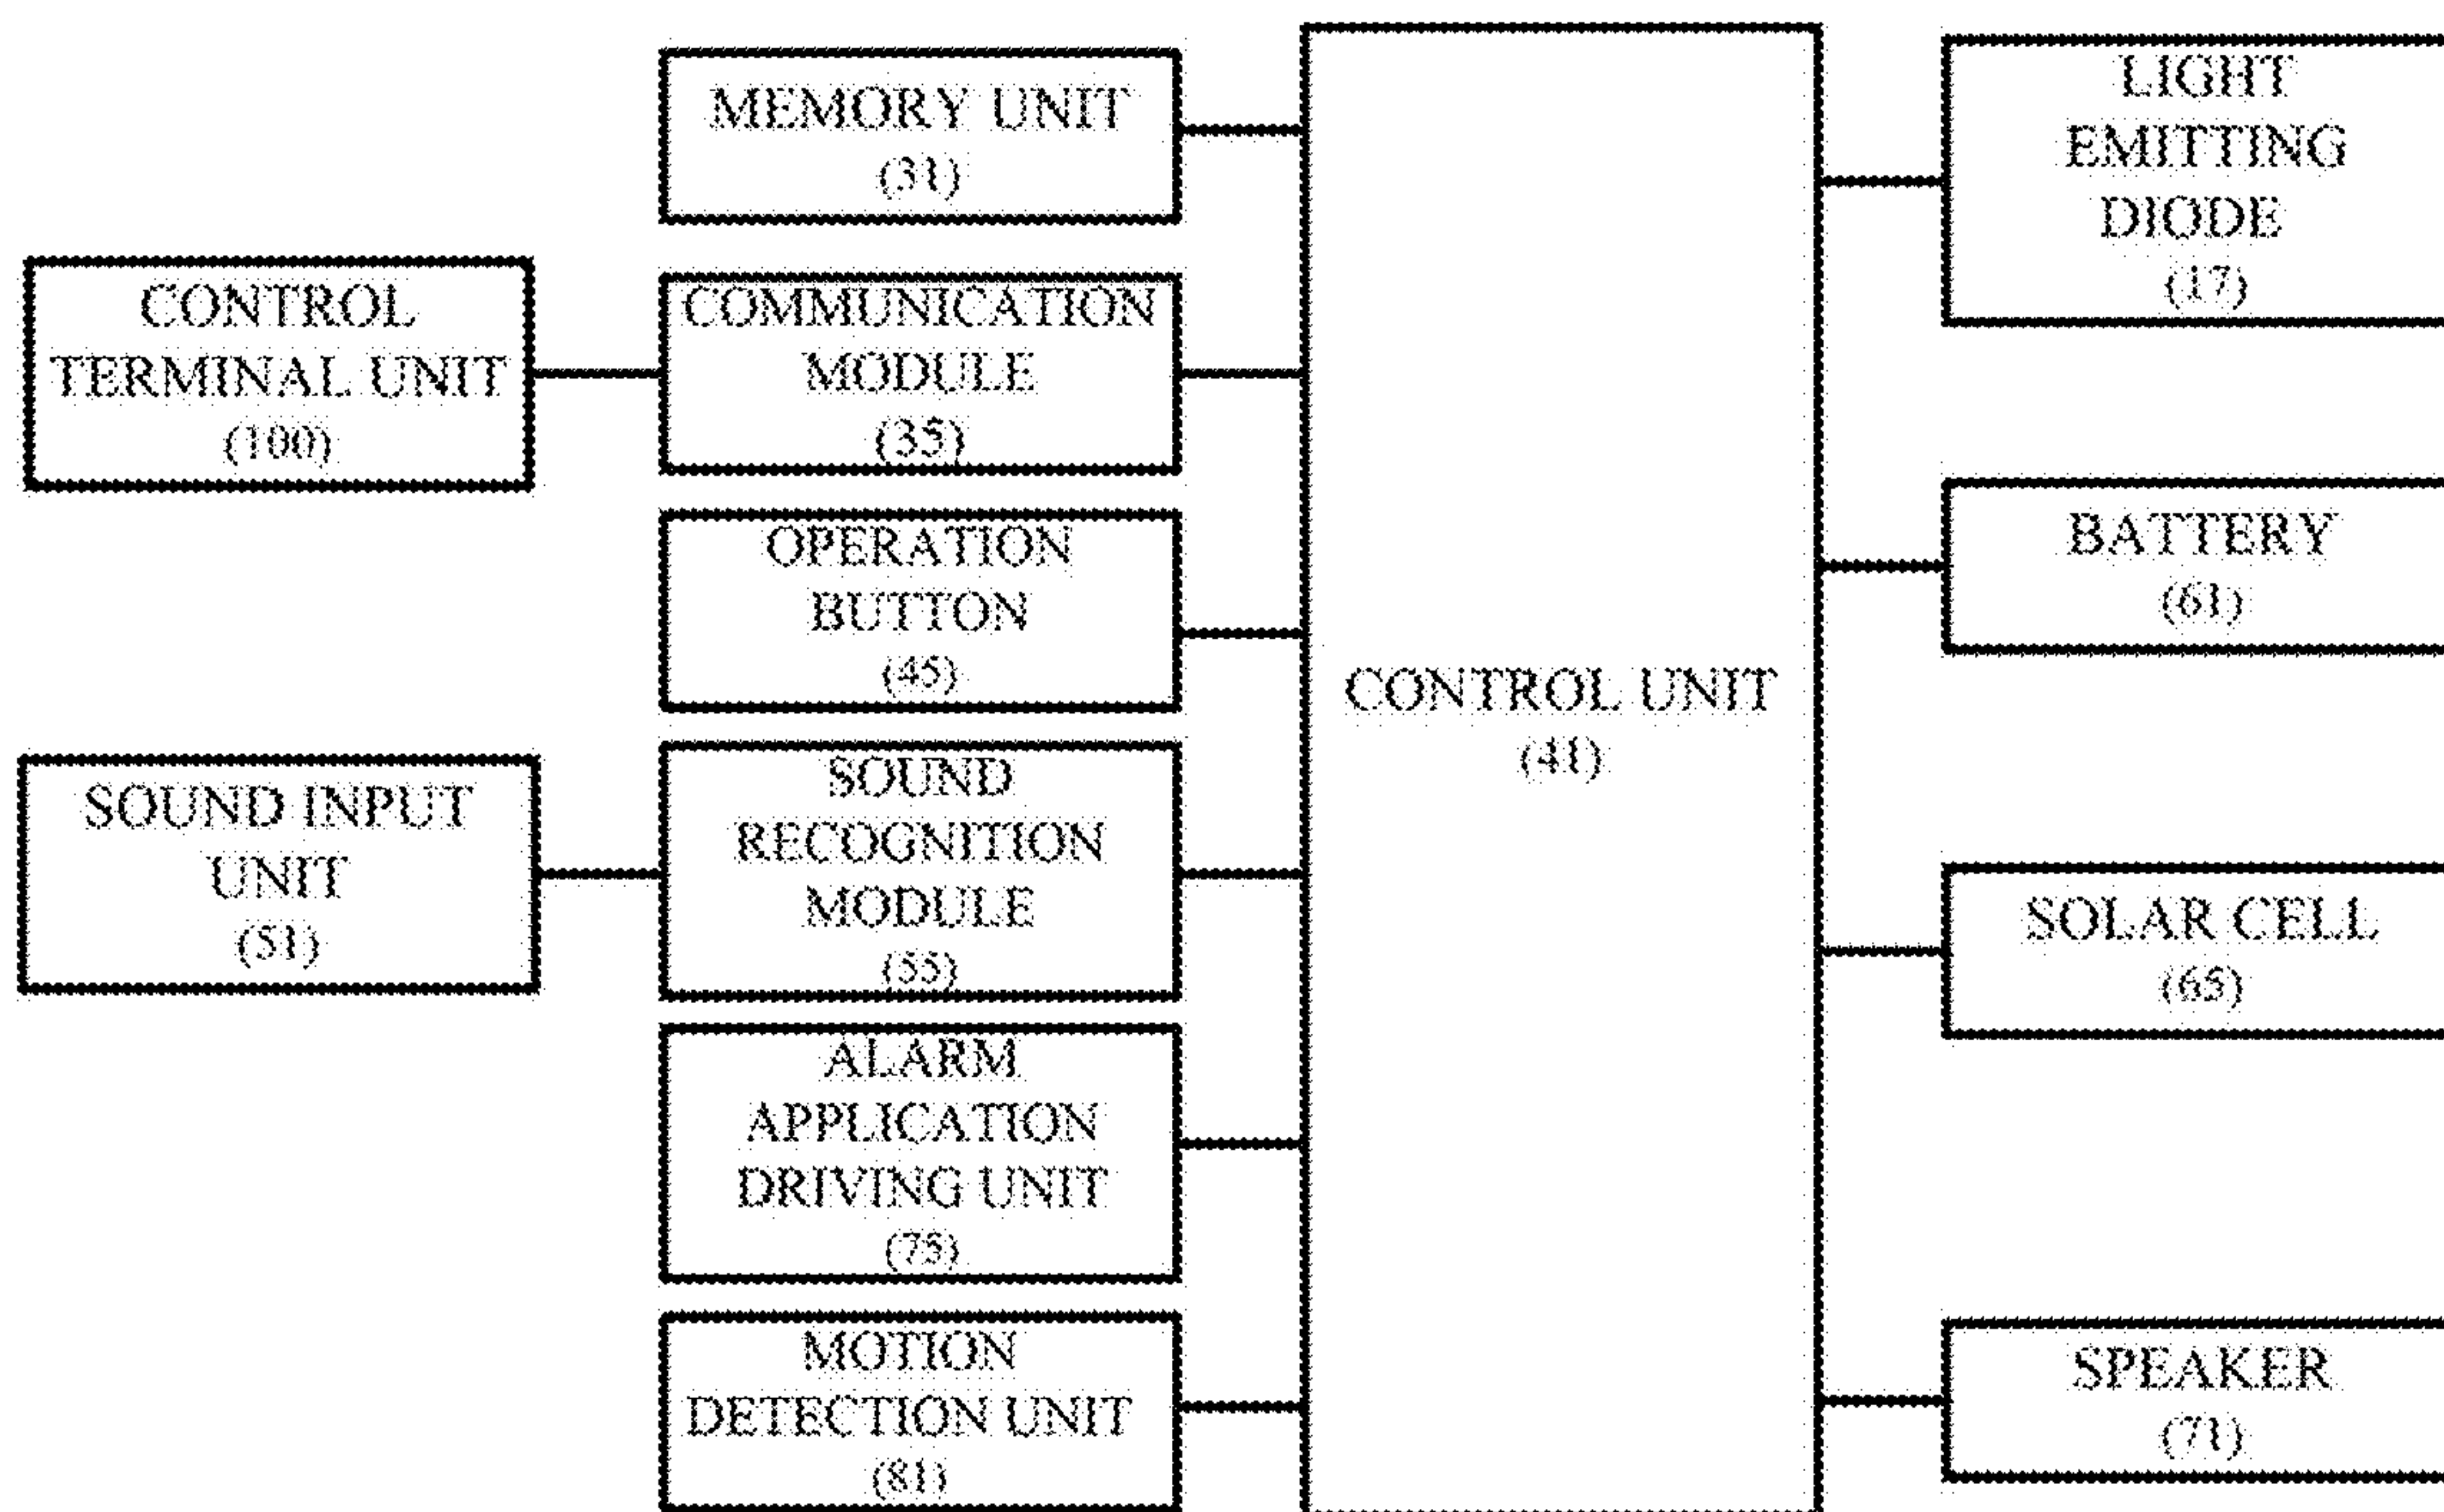 MEMORY UNIT
(31)
CONTROL
TERMINAL UNIT
(100)
COMMUNICATION
MODULE
(35)
OPERATION
BUTTON
(45)
SOUND INPUT
UNIT
(51)
SOUND
RECOGNITION
MODULE
(55)
ALARM
APPLICATION
DRIVING UNIT
(75)
MOTION
DETECTION UNIT
(81)
CONTROL UNIT
(41)
LIGHT
EMITTING
DIODE
(17)
BATTERY
(61)
SOLAR CELL
(65)
SPEAKER
(71)